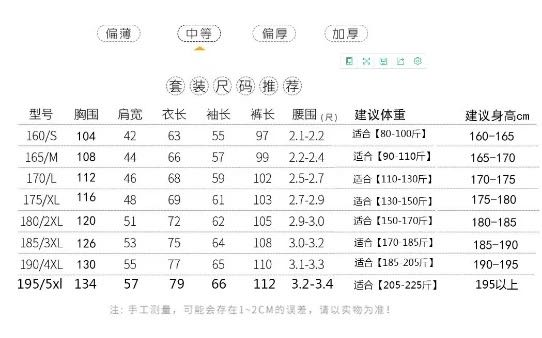 偏薄 中等 偏厚 加厚
套装尺码推荐
型号 胸围 肩宽 衣长 袖长 裤长 腰围(尺) 建议体重 建议身高cm
160/S 104 42 63 55 97 2.1-2.2 适合【80-100斤】 160-165
165/M 108 44 66 57 99 2.2-2.4 适合【90-110斤】 165-170
170/L 112 46 68 59 102 2.5-2.7 适合【110-130斤】 170-175
175/XL 116 48 69 61 103 2.7-2.9 适合【130-150斤】 175-180
180/2XL 120 51 72 62 105 2.9-3.0 适合【150-170斤】 180-185
185/3XL 126 53 75 64 108 3.0-3.2 适合【170-185斤】 185-190
190/4XL 130 55 77 65 110 3.1-3.3 适合【185-205斤】 190-195
195/5xl 134 57 79 66 112 3.2-3.4 适合【205-225斤】 195以上
注: 手工测量，可能会存在1~2CM的误差，请以实物为准!